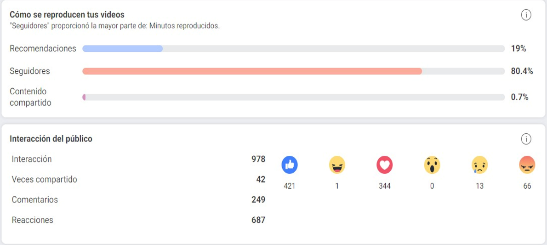 Cómo se reproducen tus videos
"Seguidores" proporcionó la mayor parte de: Minutos reproducidos.
Recomendaciones 19%
Seguidores 80.4%
Contenido
compartido 0.7%
Interacción del público
Interacción 978
Veces compartido 42
Comentarios 249
Reacciones 687
421 1 344 0 13 66